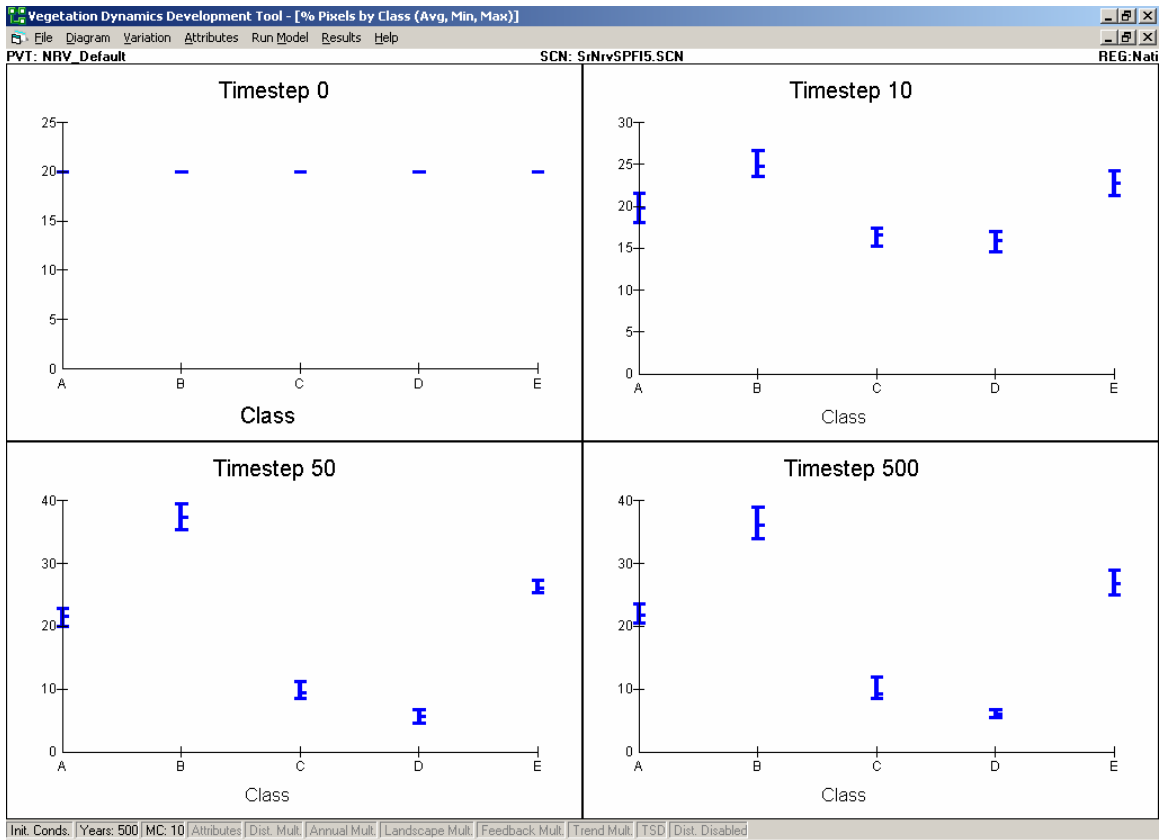 Vegetation Dynamics Development Tool - [% Pixels by Class (Avg, Min, Max)]
File Diagram Variation Attributes Run Model Results Help
PVT: NRV_Default SCN: SrNrvSPFI5.SCN REG:Nati
Timestep 0
25
20
15
10
5
0
A B C D E
Class
Timestep 10
30
25
20
15
10
5
0
A B C D E
Class
Timestep 50
40
30
20
10
0
A B C D E
Class
Timestep 500
40
30
20
10
0
A B C D E
Class
Init. Conds. Years: 500 MC: 10 Attributes Dist. Mult. Annual Mult. Landscape Mult. Feedback Mult. Trend Mult. TSD Dist. Disabled